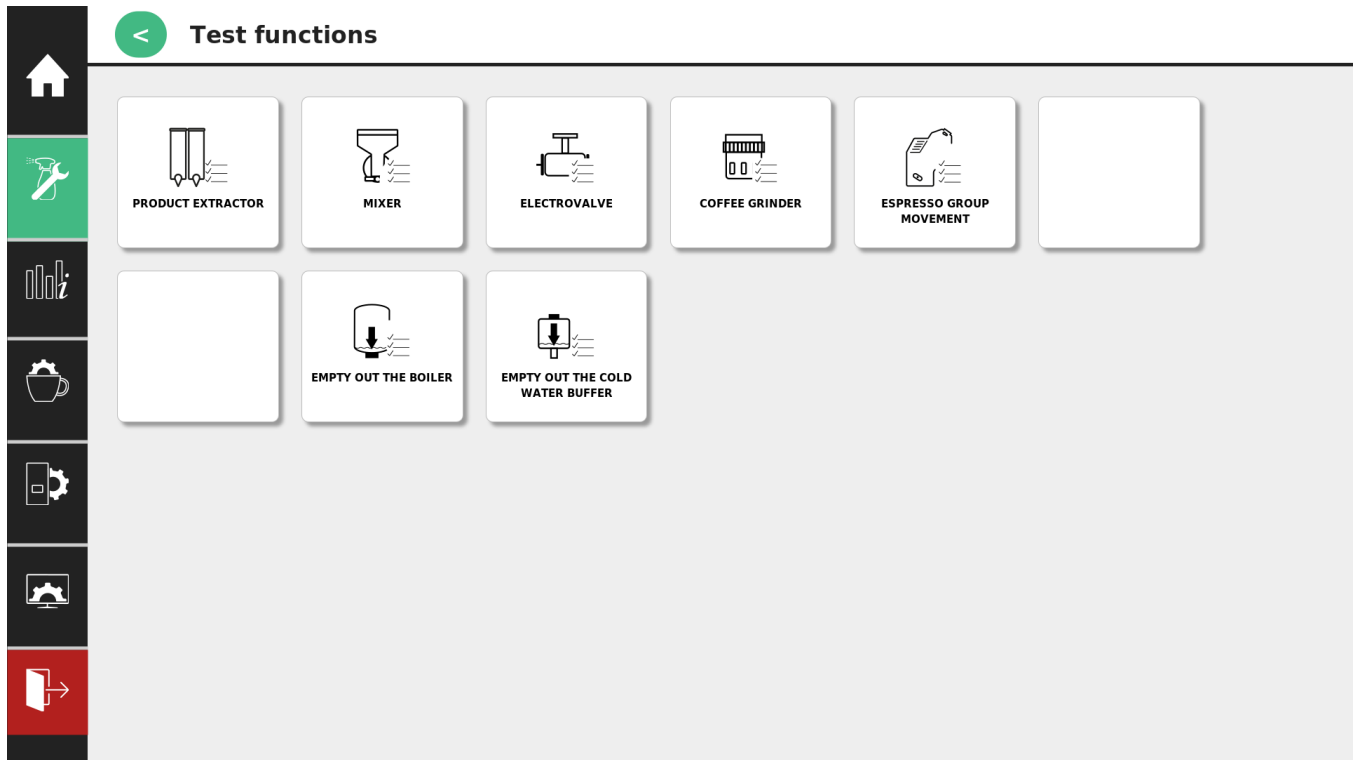 < Test functions
PRODUCT EXTRACTOR
MIXER
ELECTROVALVE
COFFEE GRINDER
ESPRESSO GROUP
MOVEMENT
EMPTY OUT THE BOILER
EMPTY OUT THE COLD
WATER BUFFER